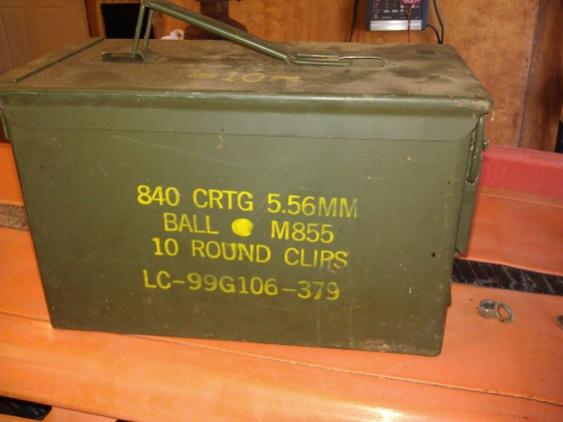 840 CRTG 5.56MM
BALL M855
10 ROUND CLIPS
LC-99G106-379